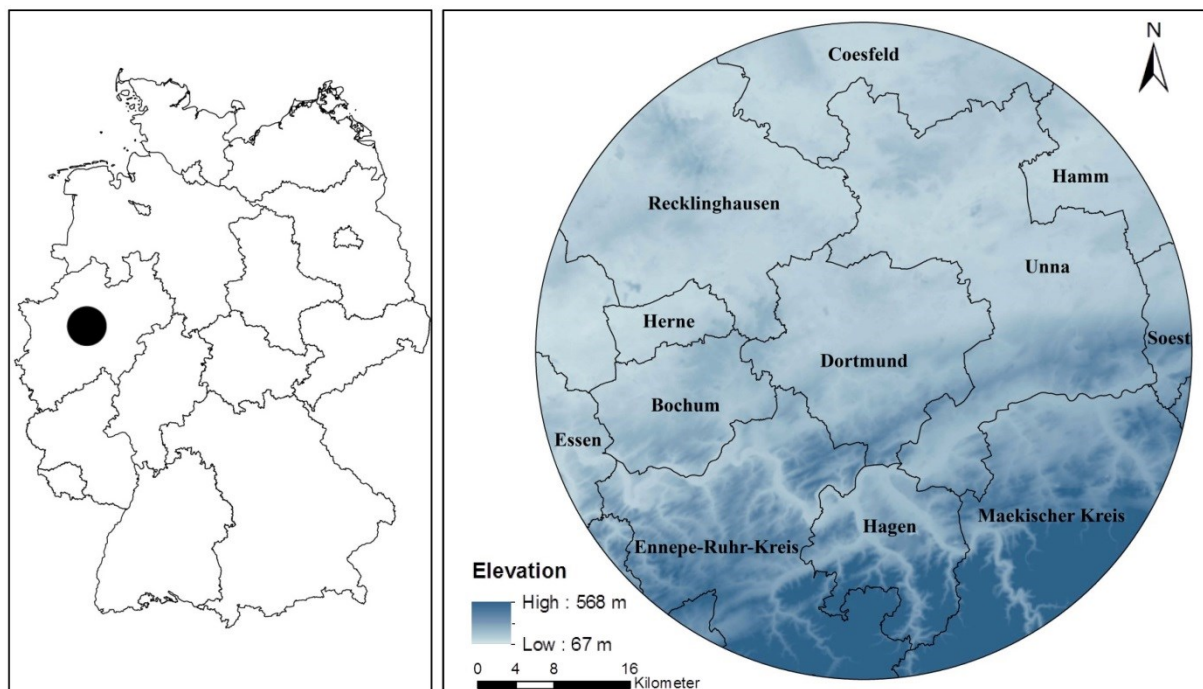 N
Coesfeld
Hamm
Recklinghausen
Unna
Herne
Soest
Dortmund
Bochum
Essen
Maekischer Kreis
Hagen
Ennepe-Ruhr-Kreis
Elevation
High : 568 m
Low : 67 m
0 4 8 16
Kilometer